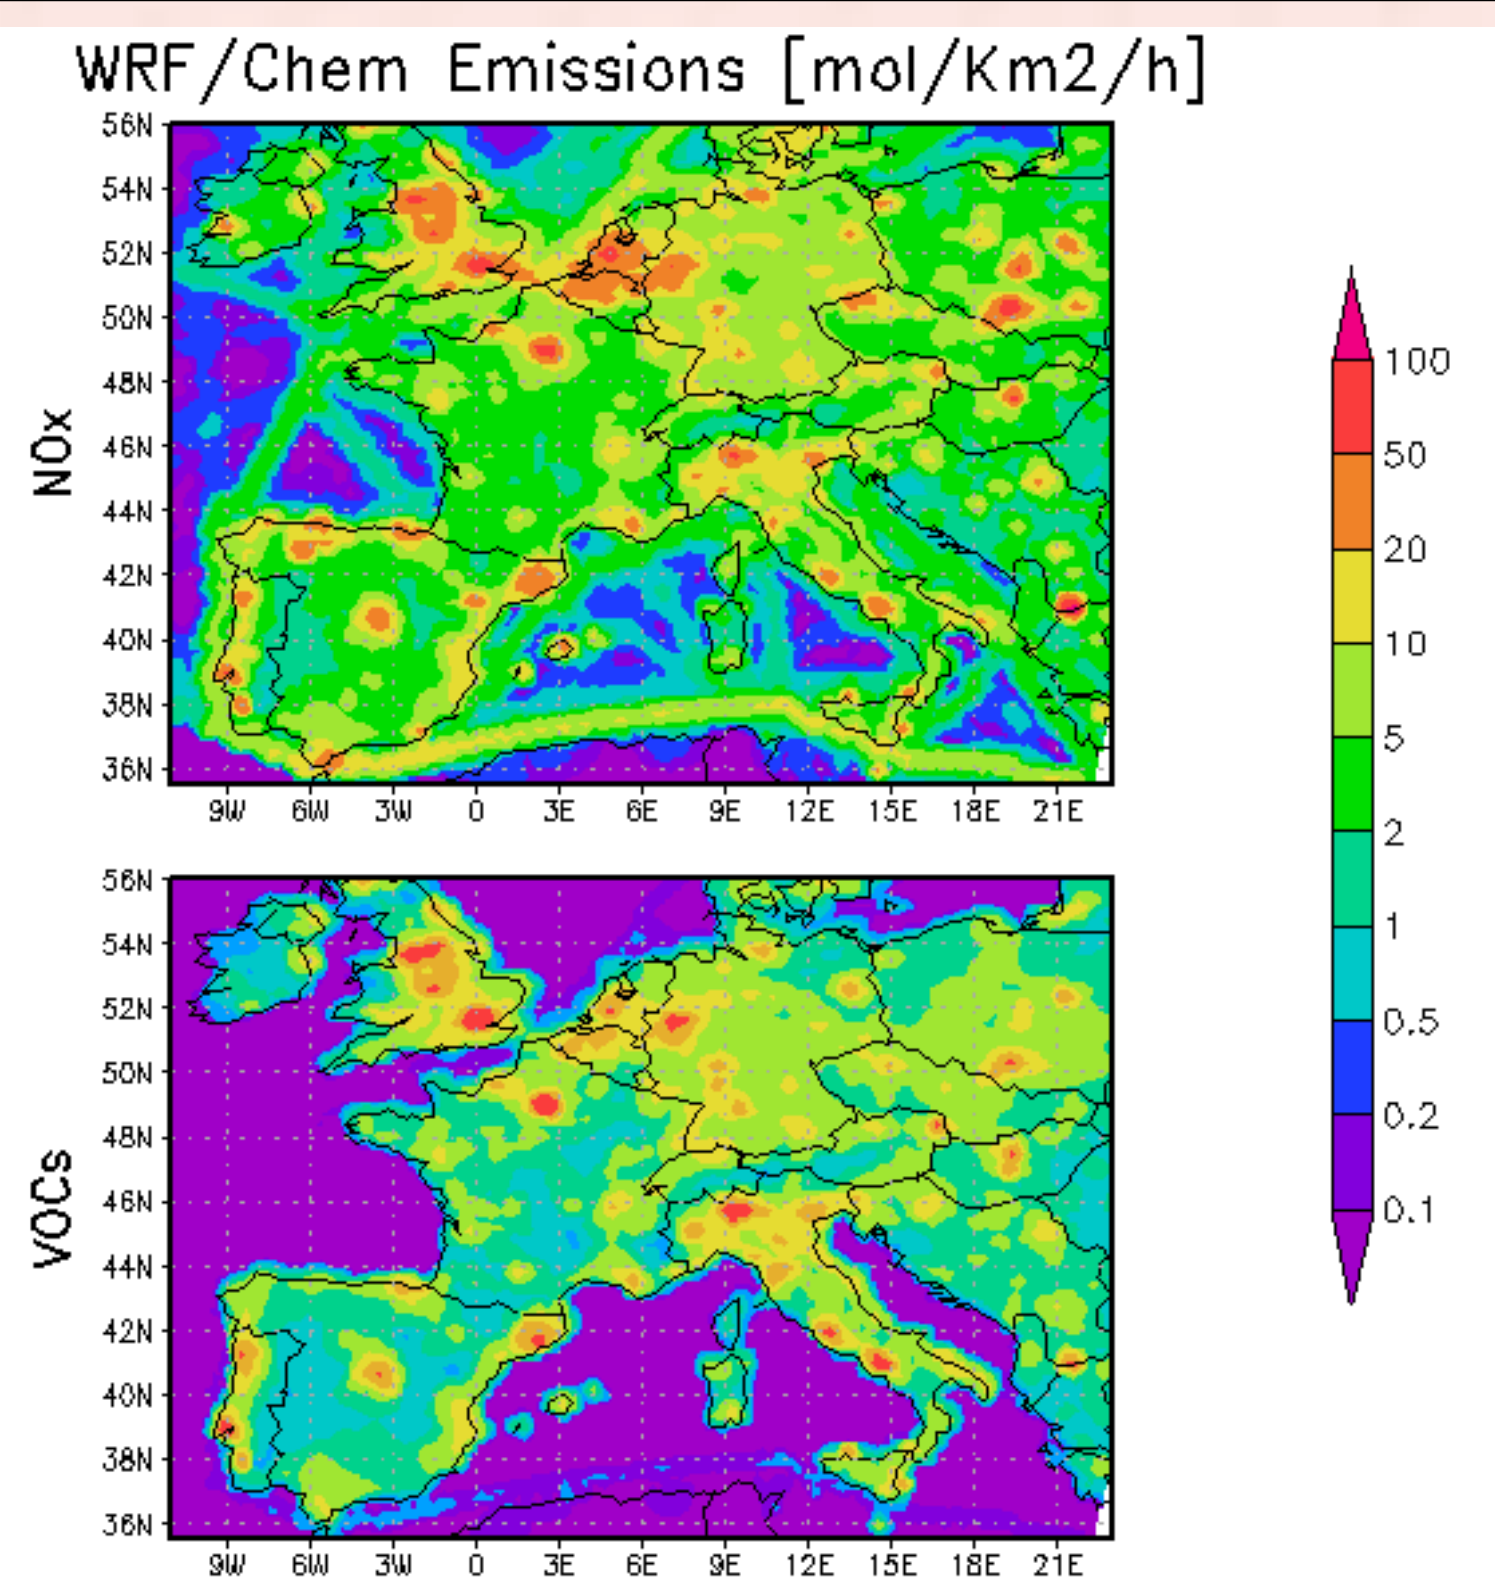 WRF/Chem Emissions [mol/Km2/h]
NOx
56N
54N
52N
50N
48N
46N
44N
42N
40N
38N
36N
9W 6W 3W 0 3E 6E 9E 12E 15E 18E 21E
VOCs
56N
54N
52N
50N
48N
46N
44N
42N
40N
38N
36N
9W 6W 3W 0 3E 6E 9E 12E 15E 18E 21E
100
50
20
10
5
2
1
0.5
0.2
0.1